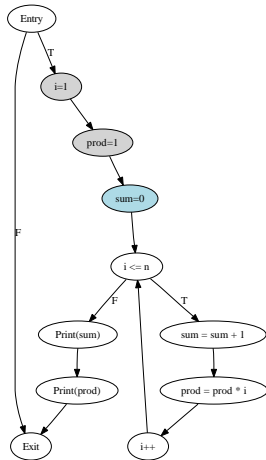 Entry
T
i=1
prod=1
sum=0
F
i <= n
F
T
Print(sum)
sum = sum + 1
Print(prod)
prod = prod * i
Exit
i++